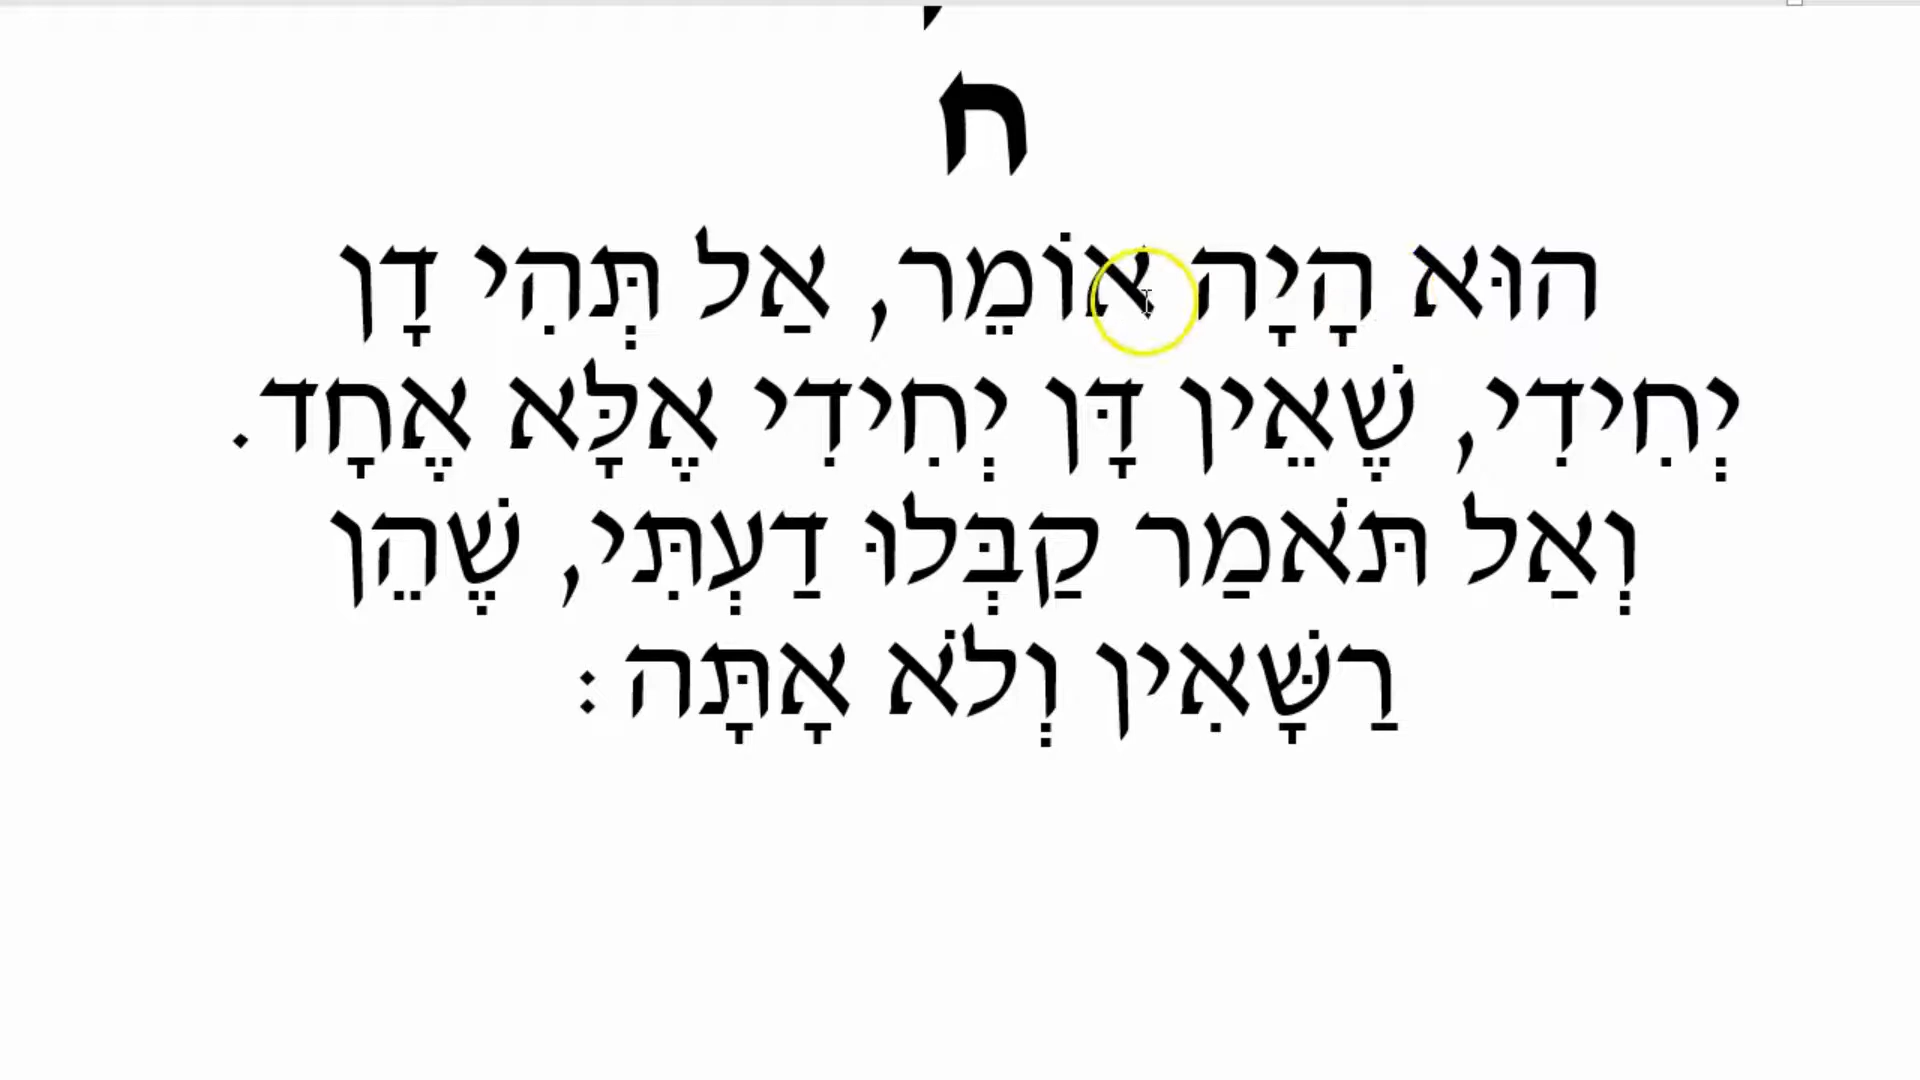 ח
הוּא הָיָה אוֹמֵר, אַל תְּהִי דָן
יְחִידִי, שֶׁאֵין דָּן יְחִידִי אֶלָּא אֶחָד.
וְאַל תֹּאמַר קַבְּלוּ דַעְתִּי, שֶׁהֵן
רַשָּׁאִין וְלֹא אָתָּה: